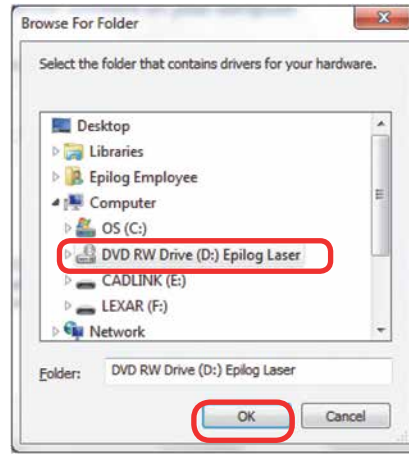 Browse For Folder
Select the folder that contains drivers for your hardware.
Desktop
Libraries
Epilog Employee
Computer
OS (C:)
DVD RW Drive (D:) Epilog Laser
CADLINK (E:)
LEXAR (F:)
Network
Folder: DVD RW Drive (D:) Epilog Laser
OK Cancel